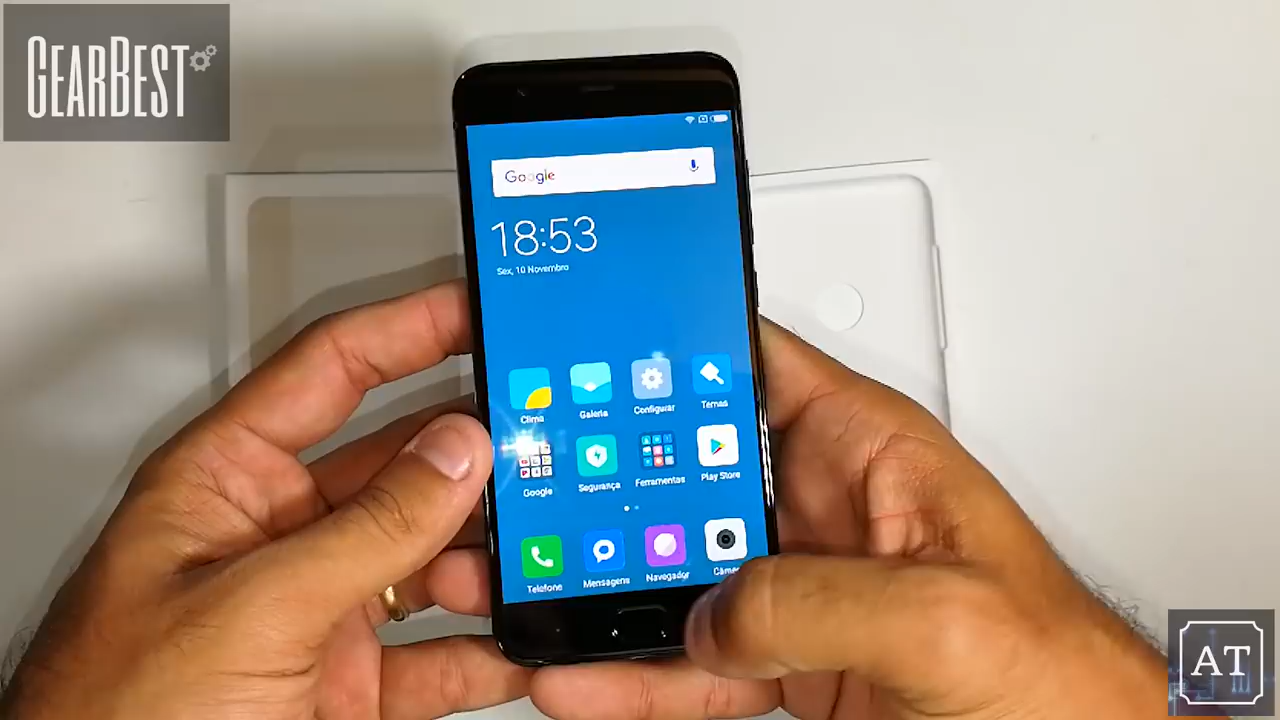 GEARBEST
Google
18:53
Sex, 10 Novembro
Clima
Galeria
Configurar
Temas
Google
Segurança
Ferramentas
Play Store
Telefone
Mensagens
Navegador
AT